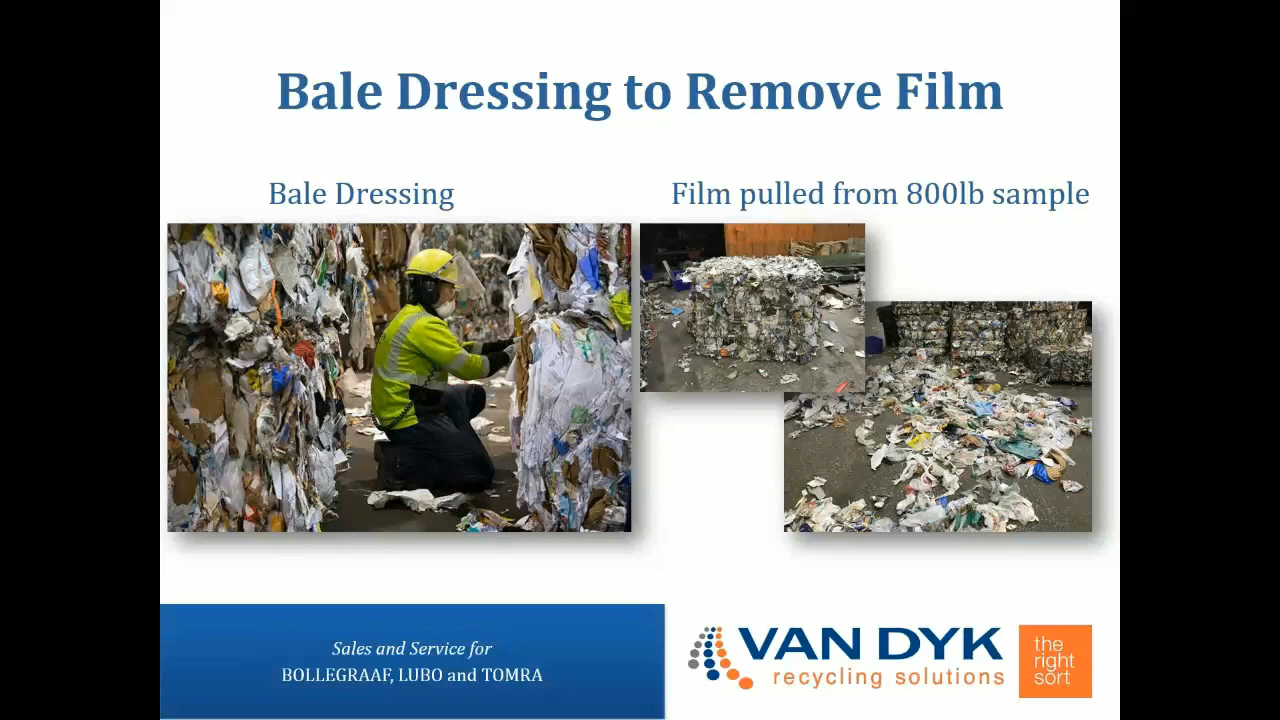 Bale Dressing to Remove Film
Bale Dressing
Film pulled from 800lb sample
Sales and Service for
BOLLEGRAAF, LUBO and TOMRA
VAN DYK
recycling solutions
the
right
sort